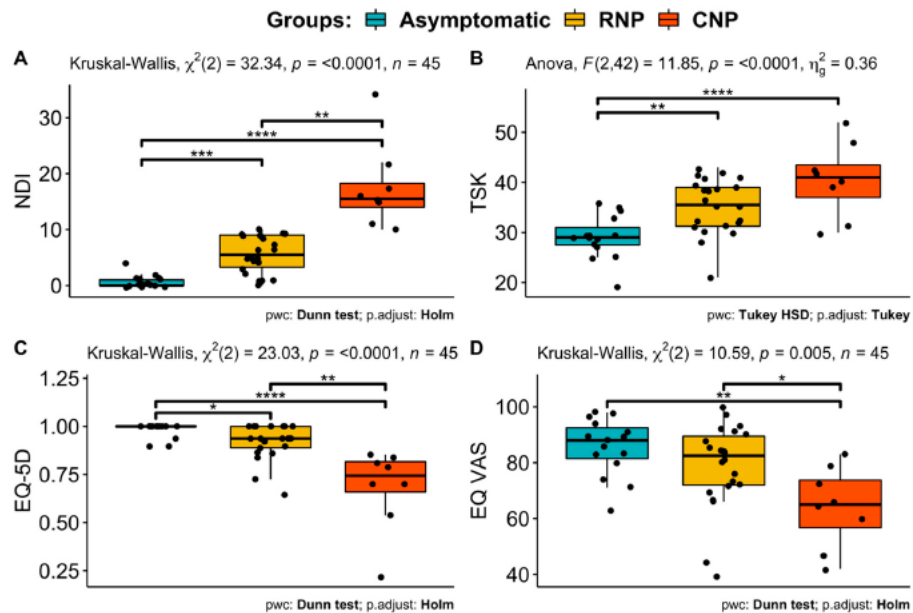 Groups: Asymptomatic RNP CNP
A
Kruskal-Wallis, χ²(2) = 32.34, p = <0.0001, n = 45
NDI
30
20
10
0
**
****
***
pwc: Dunn test; p.adjust: Holm
B
Anova, F(2,42) = 11.85, p = <0.0001, η²g = 0.36
TSK
50
40
30
20
****
**
pwc: Tukey HSD; p.adjust: Tukey
C
Kruskal-Wallis, χ²(2) = 23.03, p = <0.0001, n = 45
EQ-5D
1.25
1.00
0.75
0.50
0.25
**
****
*
pwc: Dunn test; p.adjust: Holm
D
Kruskal-Wallis, χ²(2) = 10.59, p = 0.005, n = 45
EQ VAS
100
80
60
40
*
**
pwc: Dunn test; p.adjust: Holm